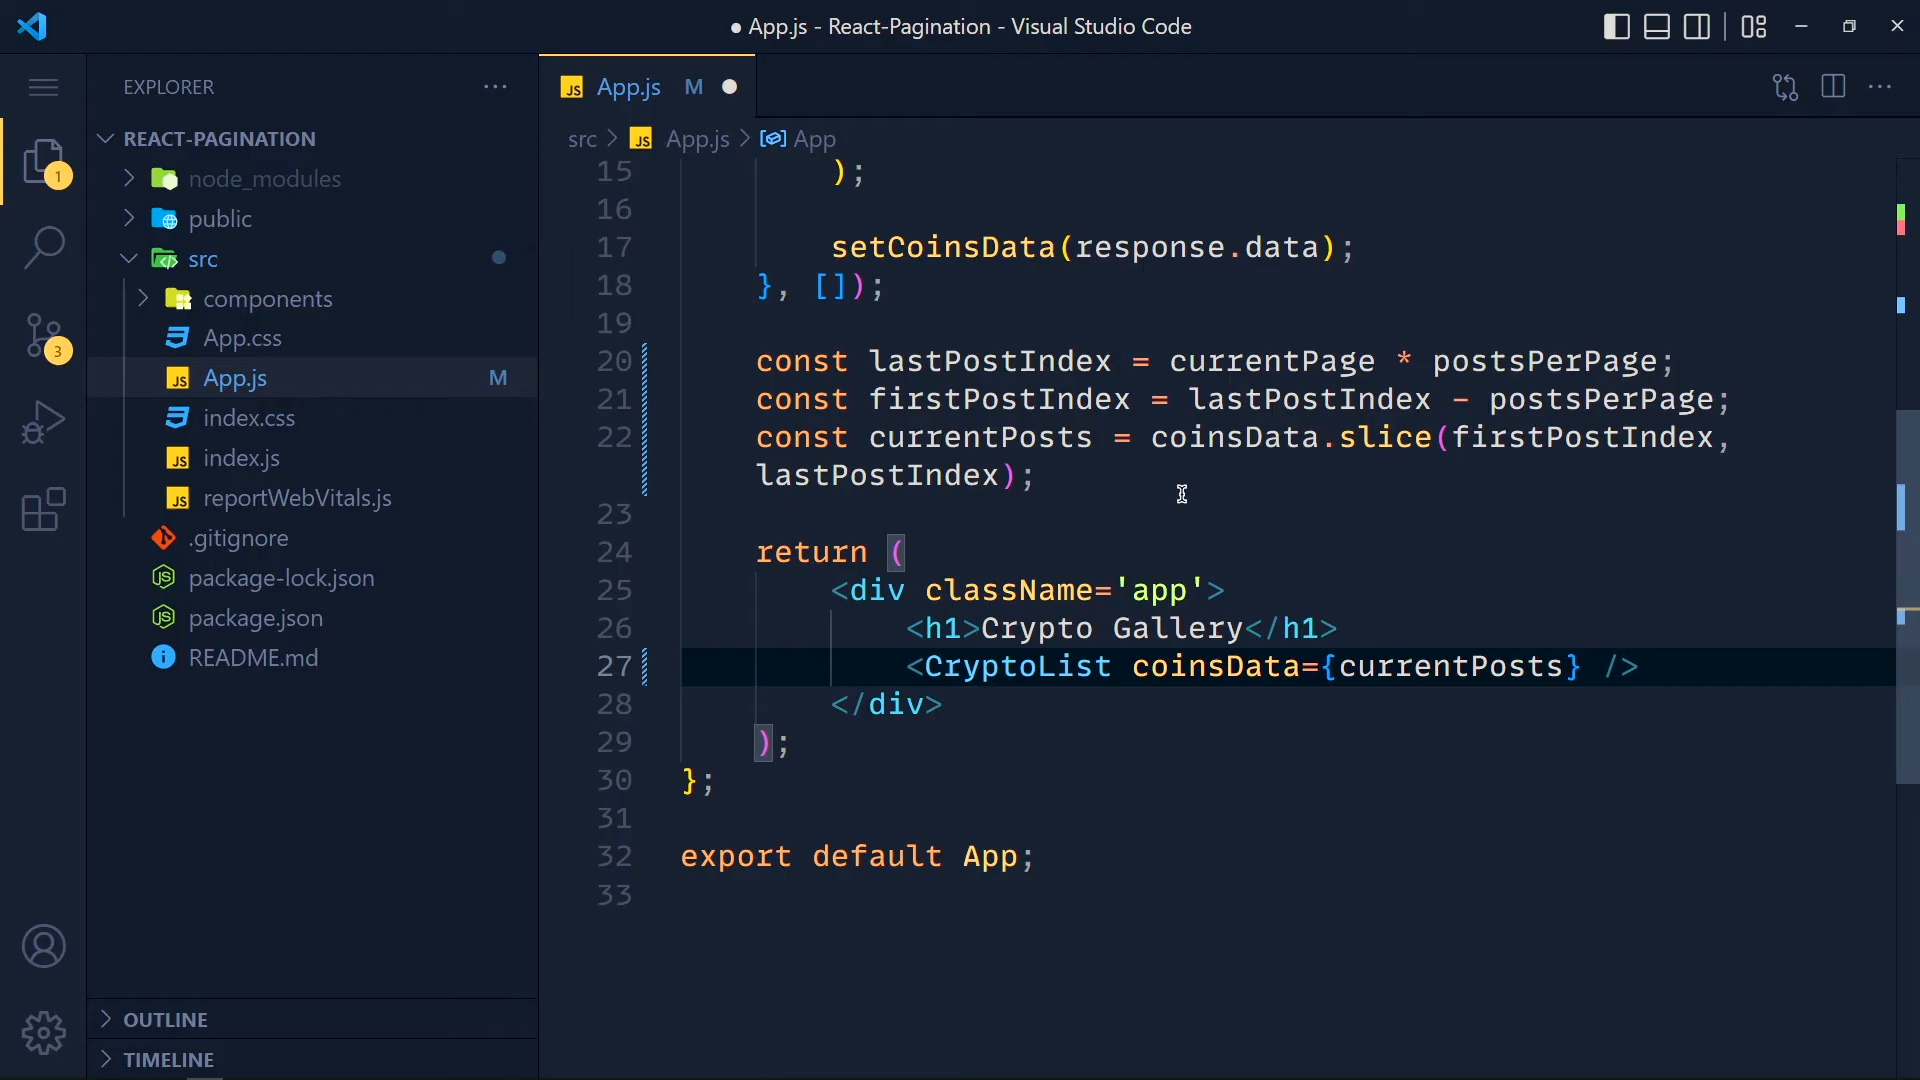 ● App.js - React-Pagination - Visual Studio Code
EXPLORER
REACT-PAGINATION
node_modules
public
src
components
App.css
App.js M
index.css
index.js
reportWebVitals.js
.gitignore
package-lock.json
package.json
README.md
OUTLINE
TIMELINE
1
3
JS App.js M ●
src > JS App.js > App
15 );
16
17 setCoinsData(response.data);
18 }, []);
19
20 const lastPostIndex = currentPage * postsPerPage;
21 const firstPostIndex = lastPostIndex - postsPerPage;
22 const currentPosts = coinsData.slice(firstPostIndex,
lastPostIndex);
23
24 return (
25 <div className='app'>
26 <h1>Crypto Gallery</h1>
27 <CryptoList coinsData={currentPosts} />
28 </div>
29 );
30 };
31
32 export default App;
33